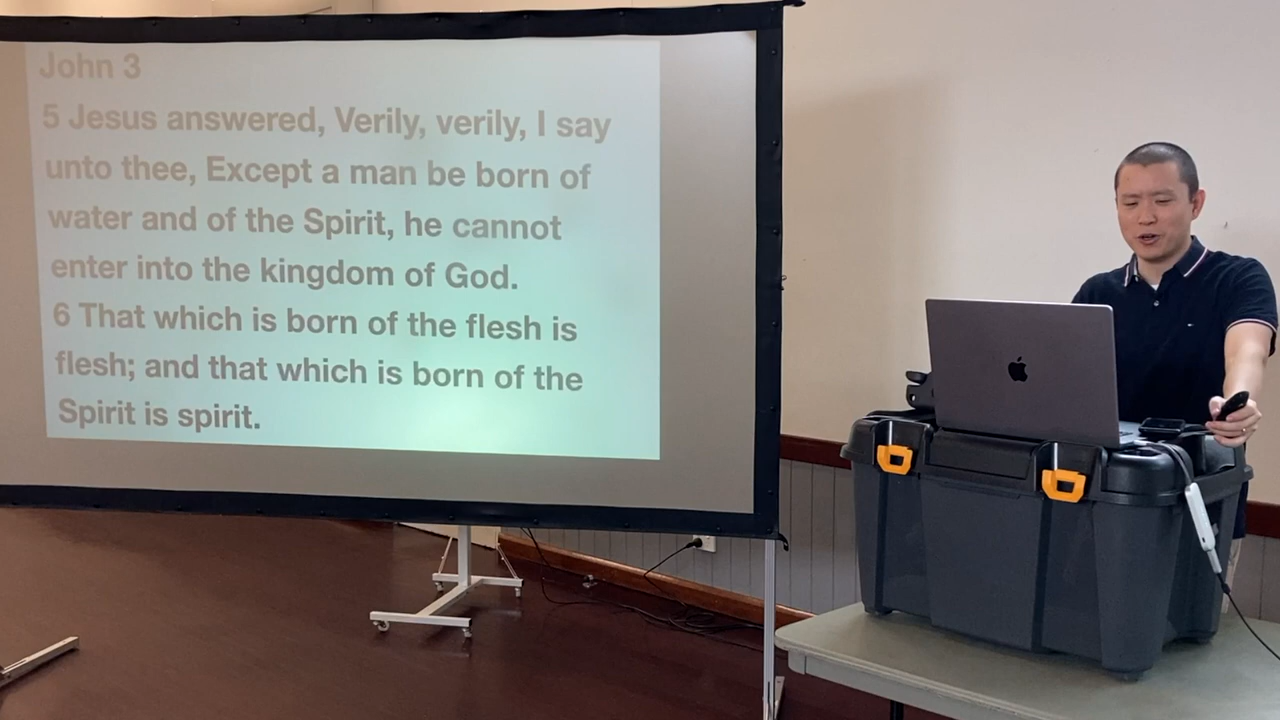 John 3
5 Jesus answered, Verily, verily, I say
unto thee, Except a man be born of
water and of the Spirit, he cannot
enter into the kingdom of God.
6 That which is born of the flesh is
flesh; and that which is born of the
Spirit is spirit.